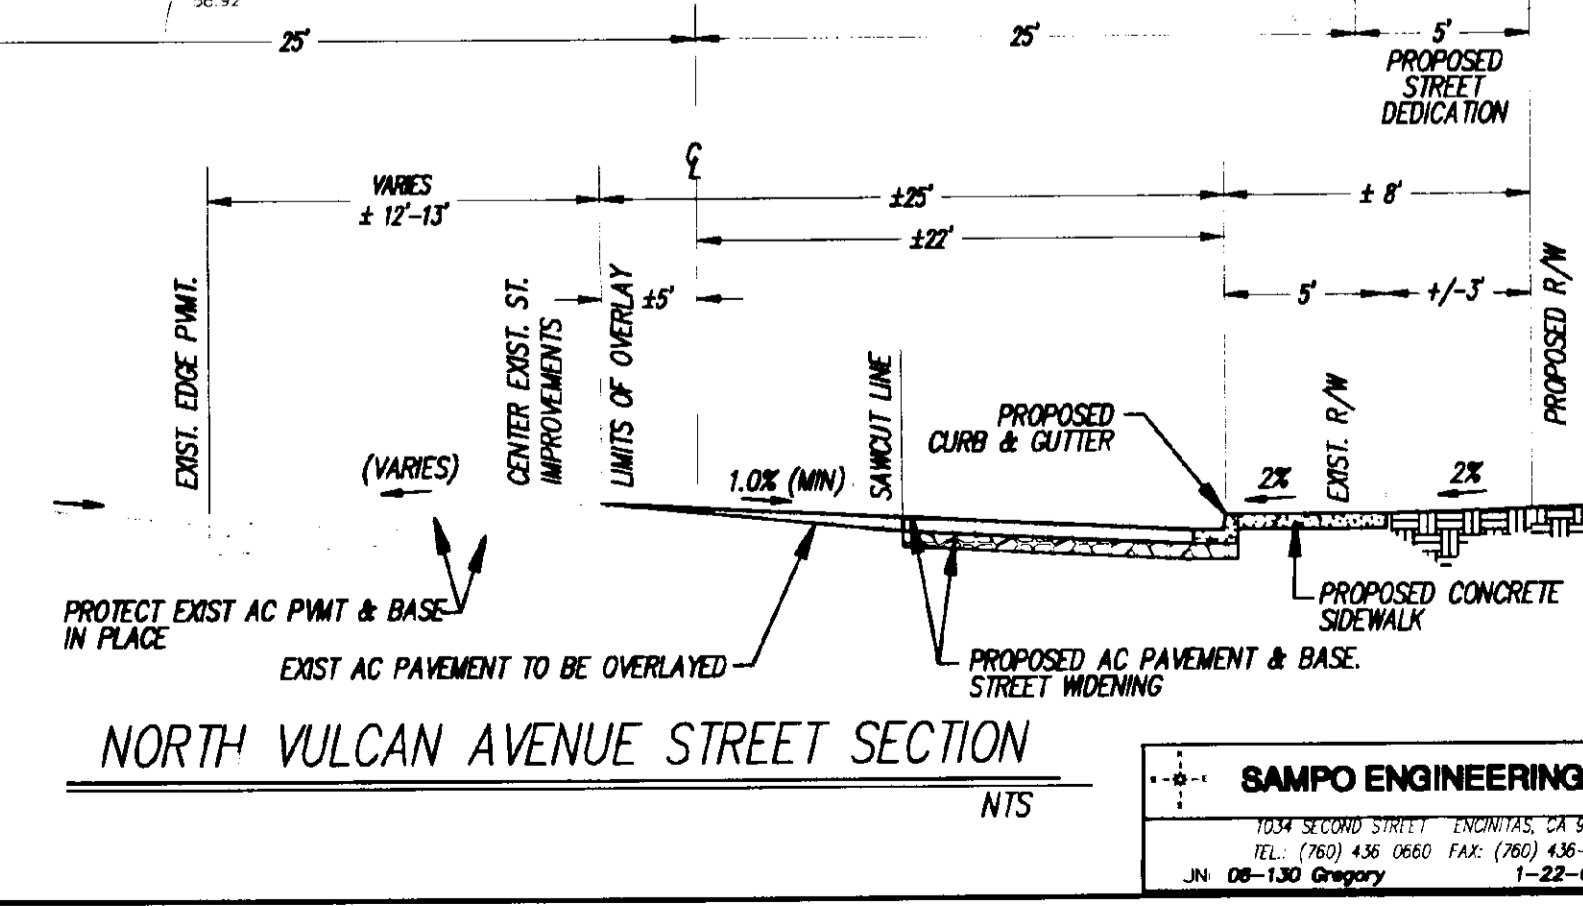 25'
25'
5'
PROPOSED
STREET
DEDICATION
℄
VARIES
± 12'-13'
±25'
± 8'
±22'
±5'
5'
+/-3'
EXIST. EDGE PVMT.
CENTER EXIST. ST.
IMPROVEMENTS
LIMITS OF OVERLAY
SAWCUT LINE
EXIST. R/W
PROPOSED R/W
PROPOSED
CURB & GUTTER
(VARIES)
1.0% (MIN)
2%
2%
PROTECT EXIST AC PVMT & BASE
IN PLACE
EXIST AC PAVEMENT TO BE OVERLAYED
PROPOSED AC PAVEMENT & BASE.
STREET WIDENING
PROPOSED CONCRETE
SIDEWALK
NORTH VULCAN AVENUE STREET SECTION
NTS
SAMPO ENGINEERING
1034 SECOND STREET ENCINITAS, CA 9
TEL.: (760) 436 0660 FAX: (760) 436-
JN: 06-130 Gregory 1-22-